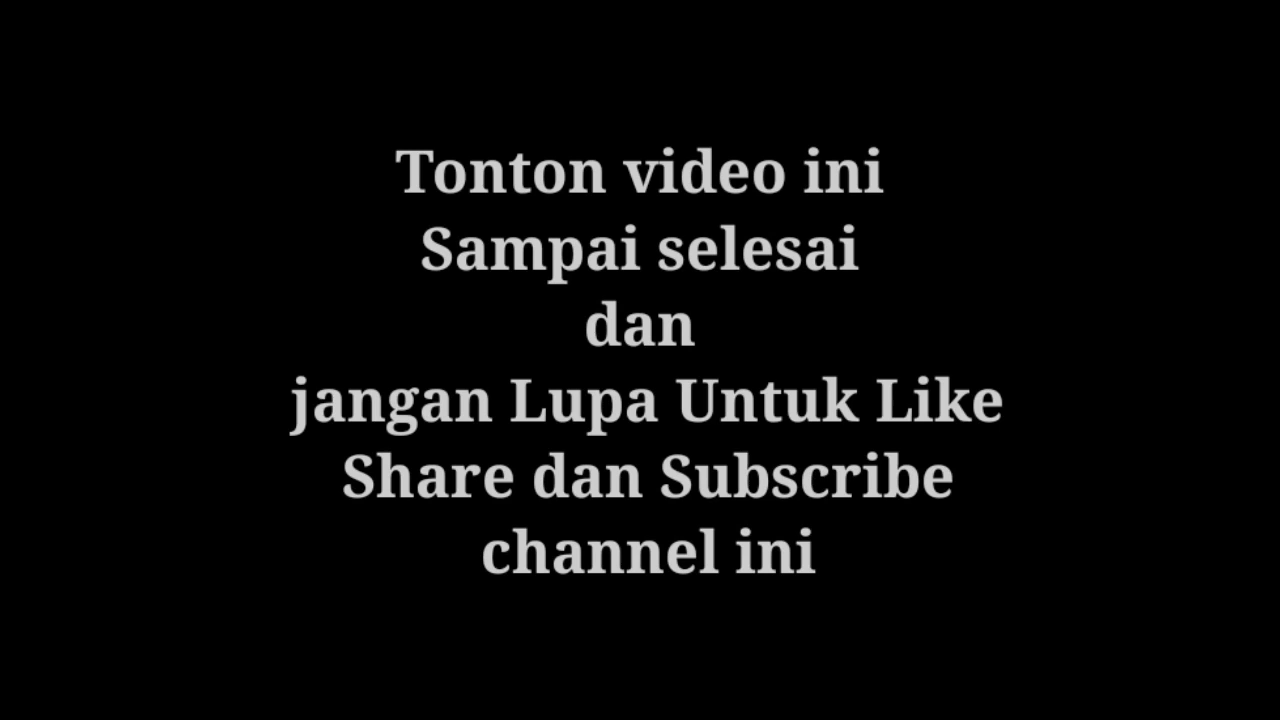 Tonton video ini
Sampai selesai
dan
jangan Lupa Untuk Like
Share dan Subscribe
channel ini